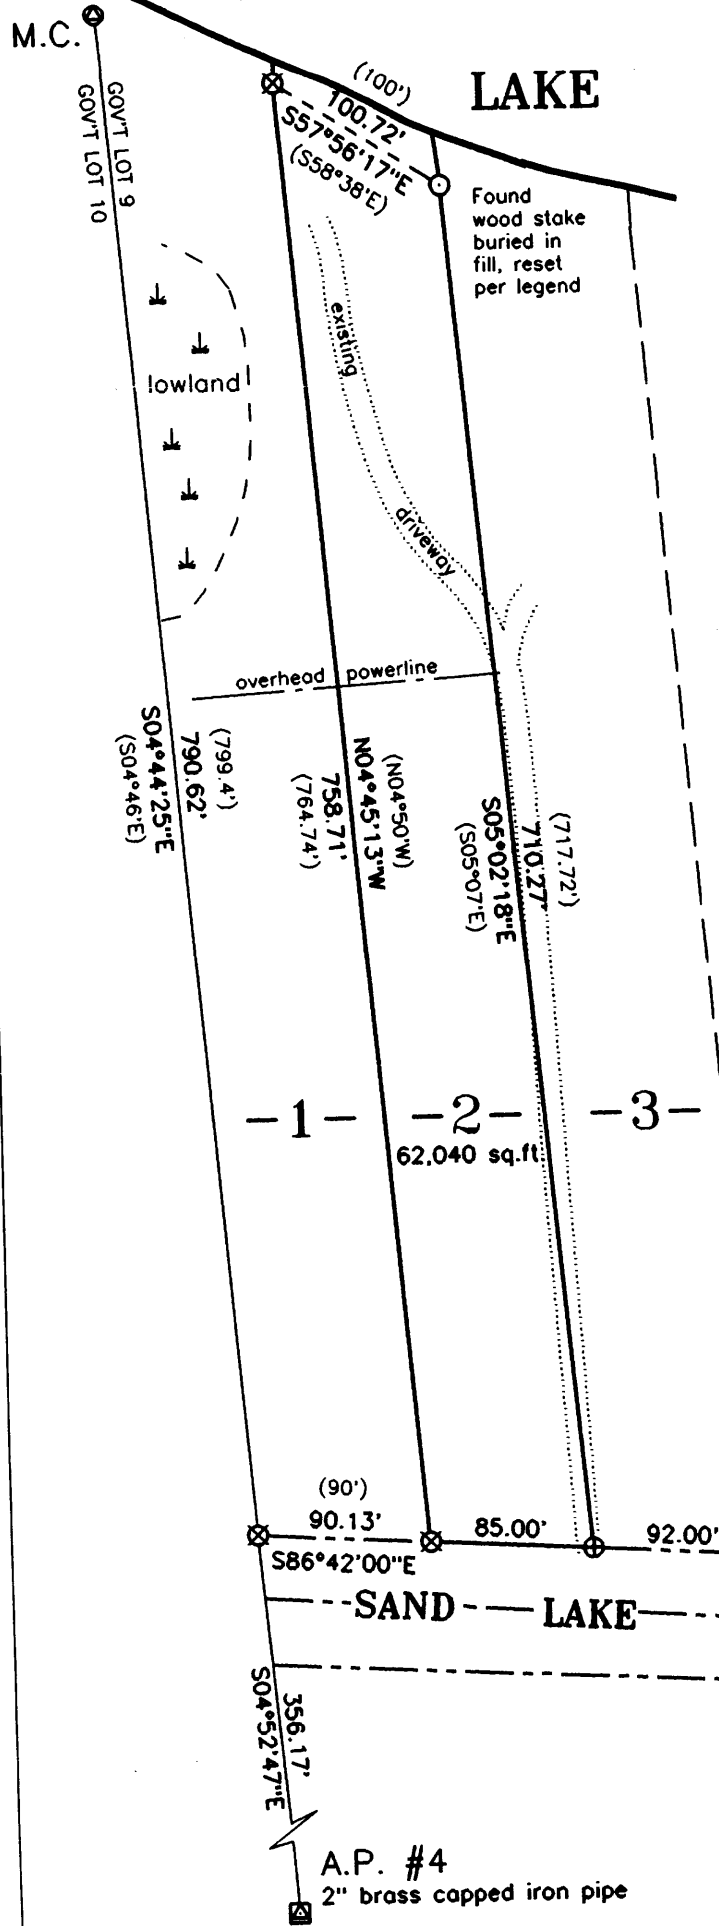 M.C.
LAKE
(100')
100.72'
S57°56'17"E
(S58°38'E)
GOV'T LOT 9
GOV'T LOT 10
Found
wood stake
buried in
fill, reset
per legend
existing
lowland
driveway
overhead powerline
(799.4')
790.62'
S04°44'25"E
(S04°46'E)
(N04°50'W)
N04°45'13"W
758.71'
(764.74')
(717.72')
710.27'
S05°02'18"E
(S05°07'E)
-1-
-2-
-3-
62,040 sq.ft.
(90')
90.13'
85.00'
92.00'
S86°42'00"E
SAND LAKE
356.17'
S04°52'47"E
A.P. #4
2" brass capped iron pipe